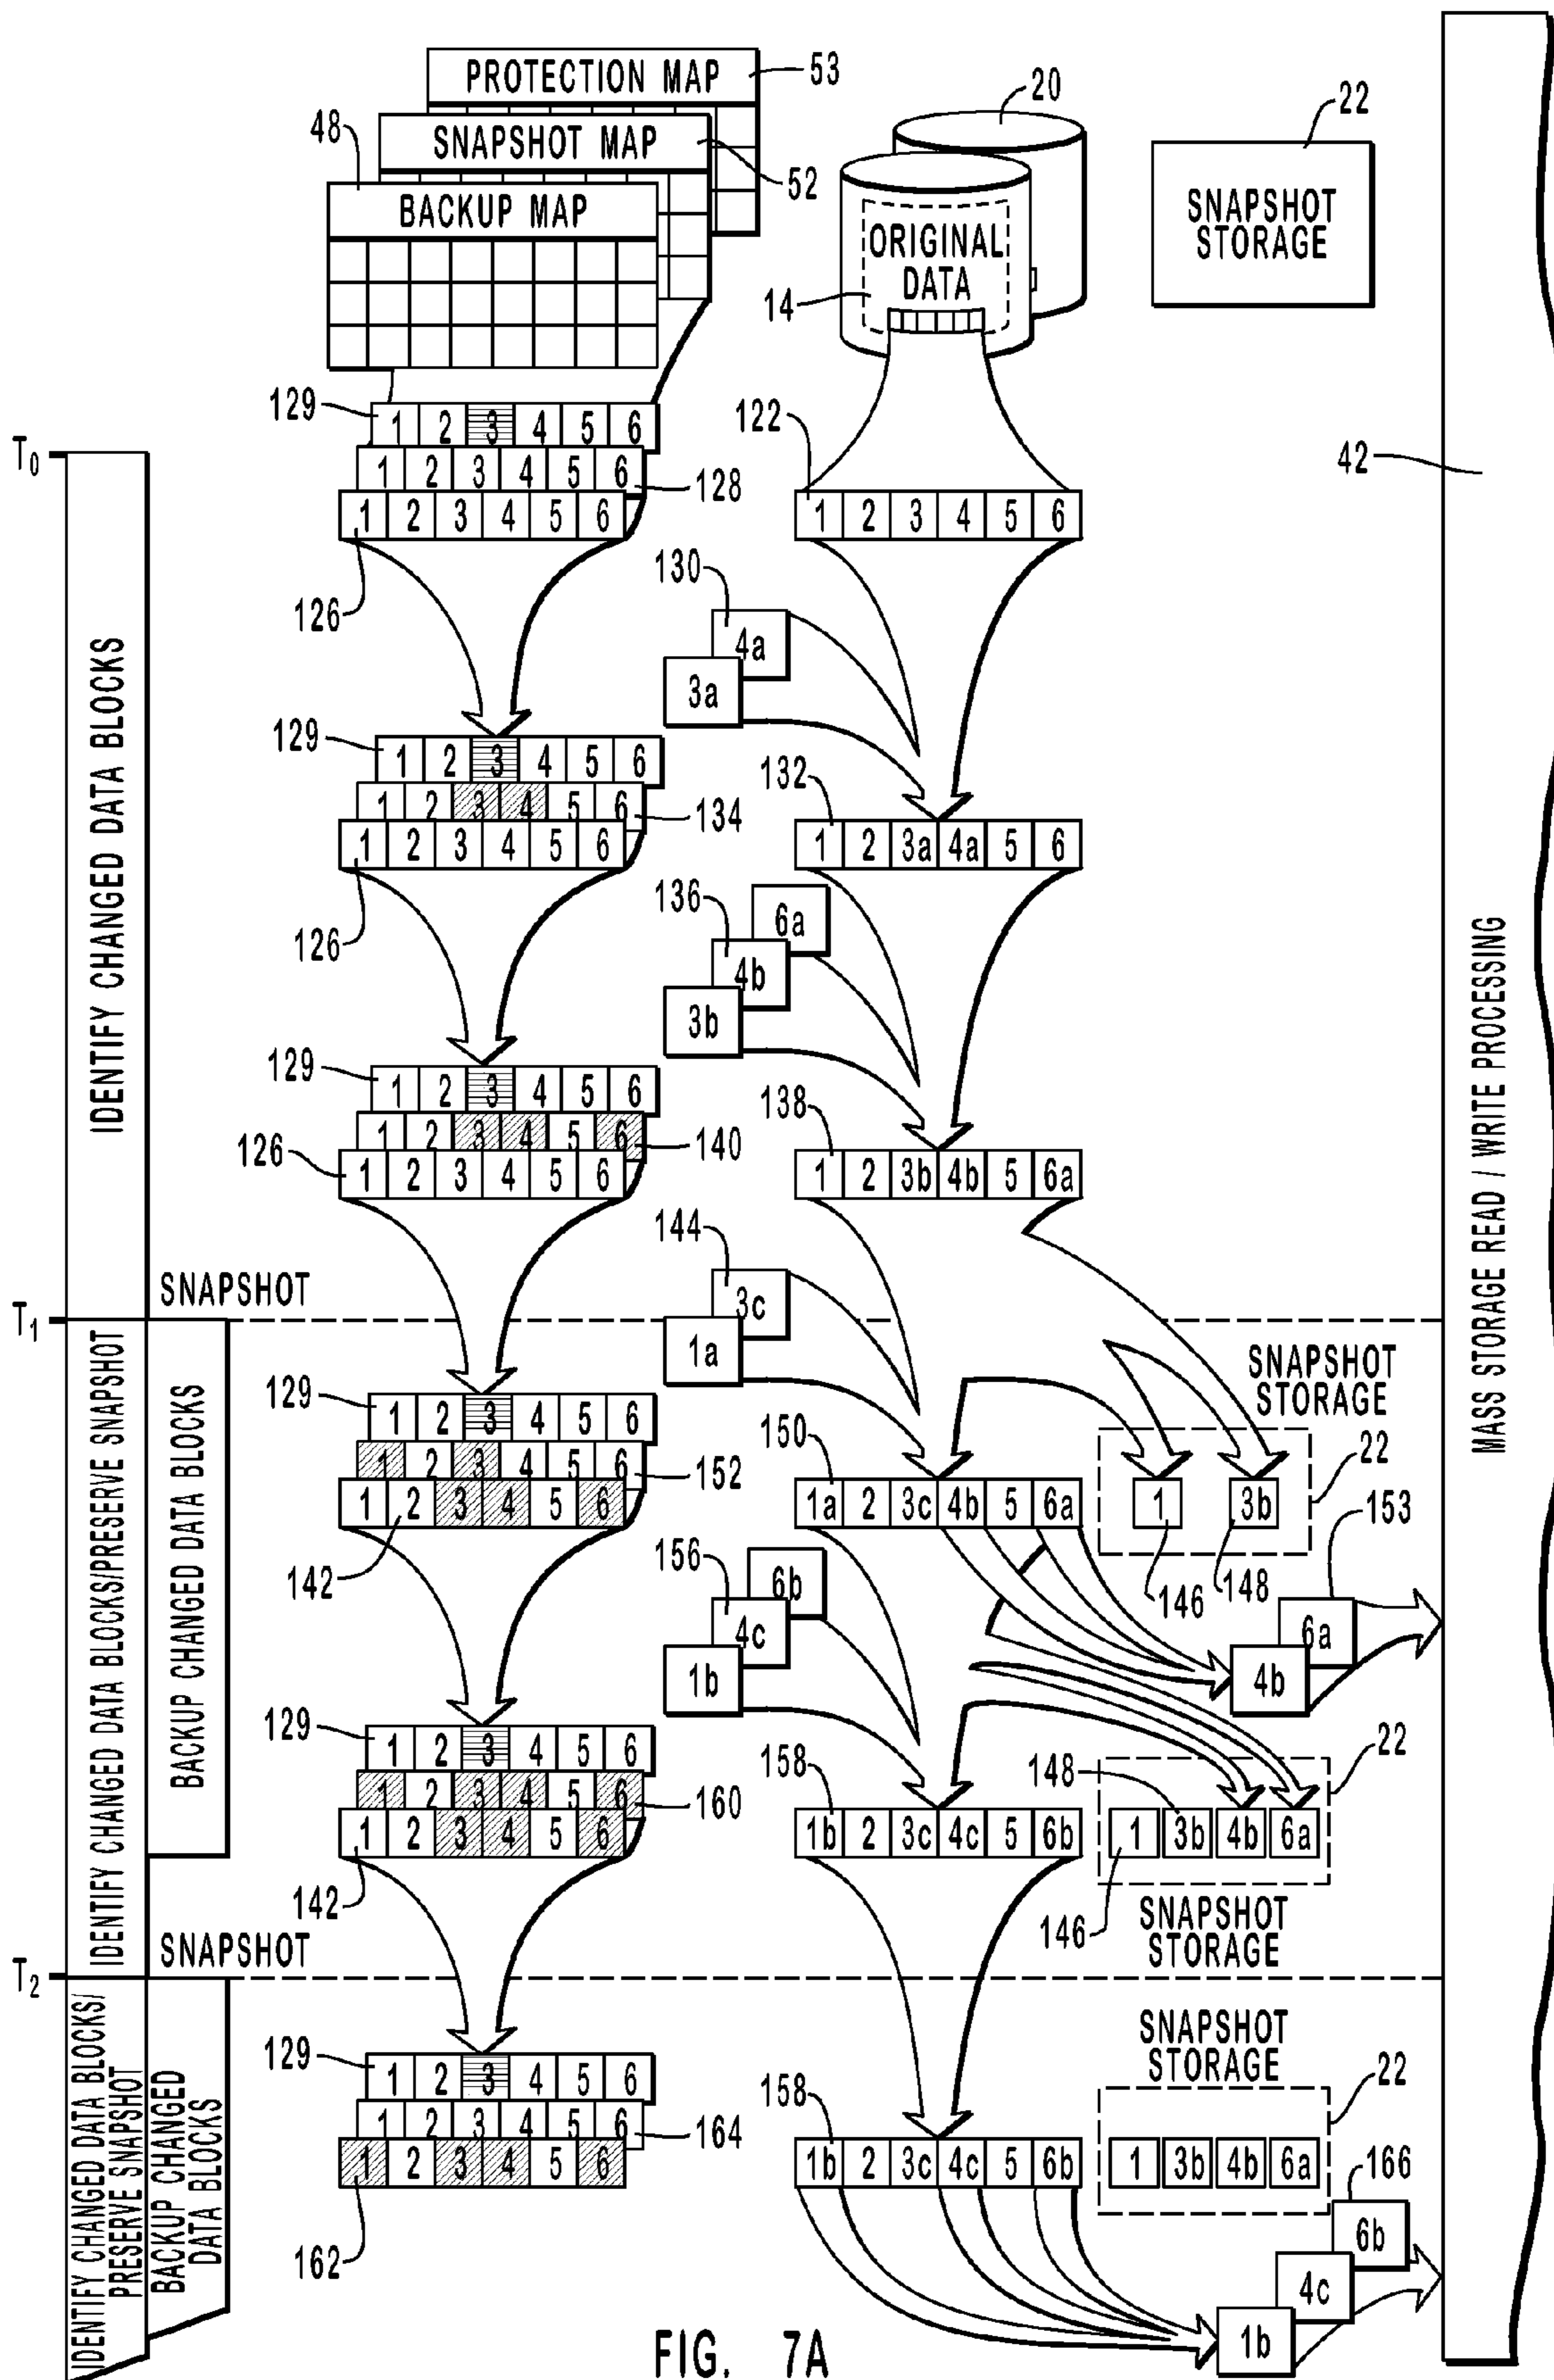 PROTECTION MAP
53
SNAPSHOT MAP
52
48
BACKUP MAP
20
ORIGINAL
DATA
14
22
SNAPSHOT
STORAGE
42
MASS STORAGE READ / WRITE PROCESSING
T0
IDENTIFY CHANGED DATA BLOCKS
129
1 2 3 4 5 6
1 2 3 4 5 6
128
1 2 3 4 5 6
126
122
1 2 3 4 5 6
130
4a
3a
129
1 2 3 4 5 6
1 2 3 4 5 6
134
1 2 3 4 5 6
126
132
1 2 3a 4a 5 6
136
6a
4b
3b
129
1 2 3 4 5 6
1 2 3 4 5 6
140
126
1 2 3 4 5 6
138
1 2 3b 4b 5 6a
144
3c
1a
SNAPSHOT
T1
IDENTIFY CHANGED DATA BLOCKS/PRESERVE SNAPSHOT
BACKUP CHANGED DATA BLOCKS
129
1 2 3 4 5 6
1 2 3 4 5 6
152
1 2 3 4 5 6
142
150
1a 2 3c 4b 5 6a
SNAPSHOT
STORAGE
22
1 3b
146
148
153
6a
4b
156
6b
4c
1b
129
1 2 3 4 5 6
1 2 3 4 5 6
160
1 2 3 4 5 6
142
158
1b 2 3c 4c 5 6b
148
22
1 3b 4b 6a
146
SNAPSHOT
STORAGE
SNAPSHOT
T2
IDENTIFY CHANGED DATA BLOCKS/
PRESERVE SNAPSHOT
BACKUP CHANGED
DATA BLOCKS
129
1 2 3 4 5 6
1 2 3 4 5 6
164
1 2 3 4 5 6
162
158
1b 2 3c 4c 5 6b
SNAPSHOT
STORAGE
22
1 3b 4b 6a
166
6b
4c
1b
FIG. 7A